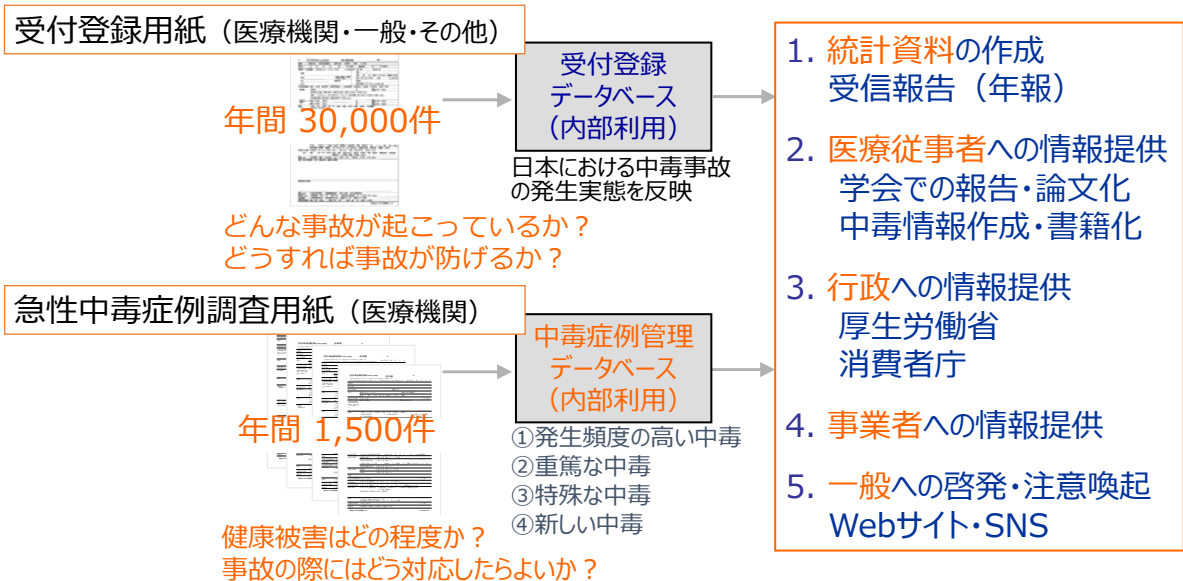 受付登録用紙（医療機関・一般・その他）
年間 30,000件
どんな事故が起こっているか？
どうすれば事故が防げるか？
受付登録
データベース
（内部利用）
日本における中毒事故
の発生実態を反映
急性中毒症例調査用紙（医療機関）
年間 1,500件
健康被害はどの程度か？
事故の際にはどう対応したらよいか？
中毒症例管理
データベース
（内部利用）
①発生頻度の高い中毒
②重篤な中毒
③特殊な中毒
④新しい中毒
1. 統計資料の作成
受信報告（年報）
2. 医療従事者への情報提供
学会での報告・論文化
中毒情報作成・書籍化
3. 行政への情報提供
厚生労働省
消費者庁
4. 事業者への情報提供
5. 一般への啓発・注意喚起
Webサイト・SNS